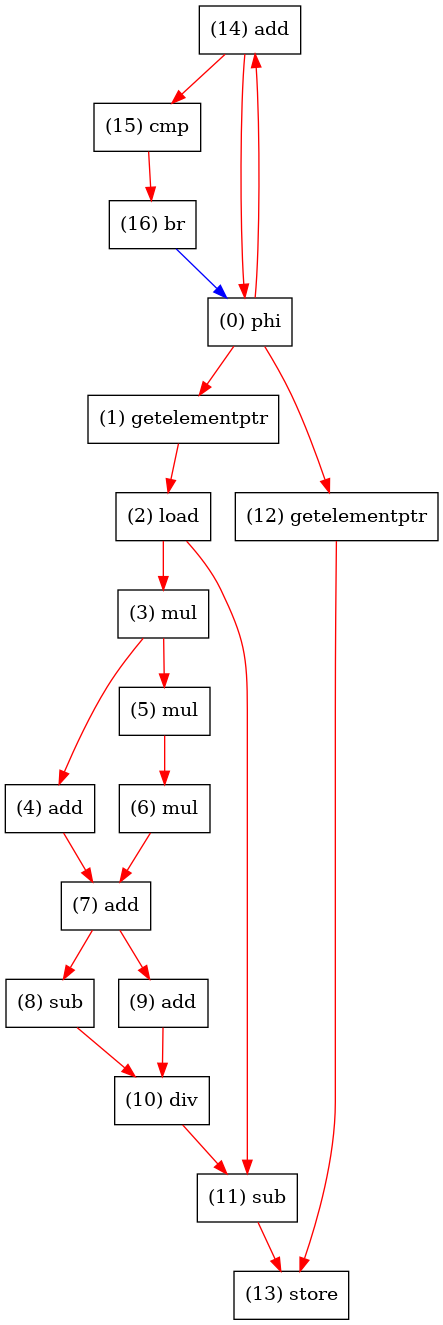 (14) add
(15) cmp
(16) br
(0) phi
(1) getelementptr
(2) load
(12) getelementptr
(3) mul
(5) mul
(4) add
(6) mul
(7) add
(8) sub
(9) add
(10) div
(11) sub
(13) store